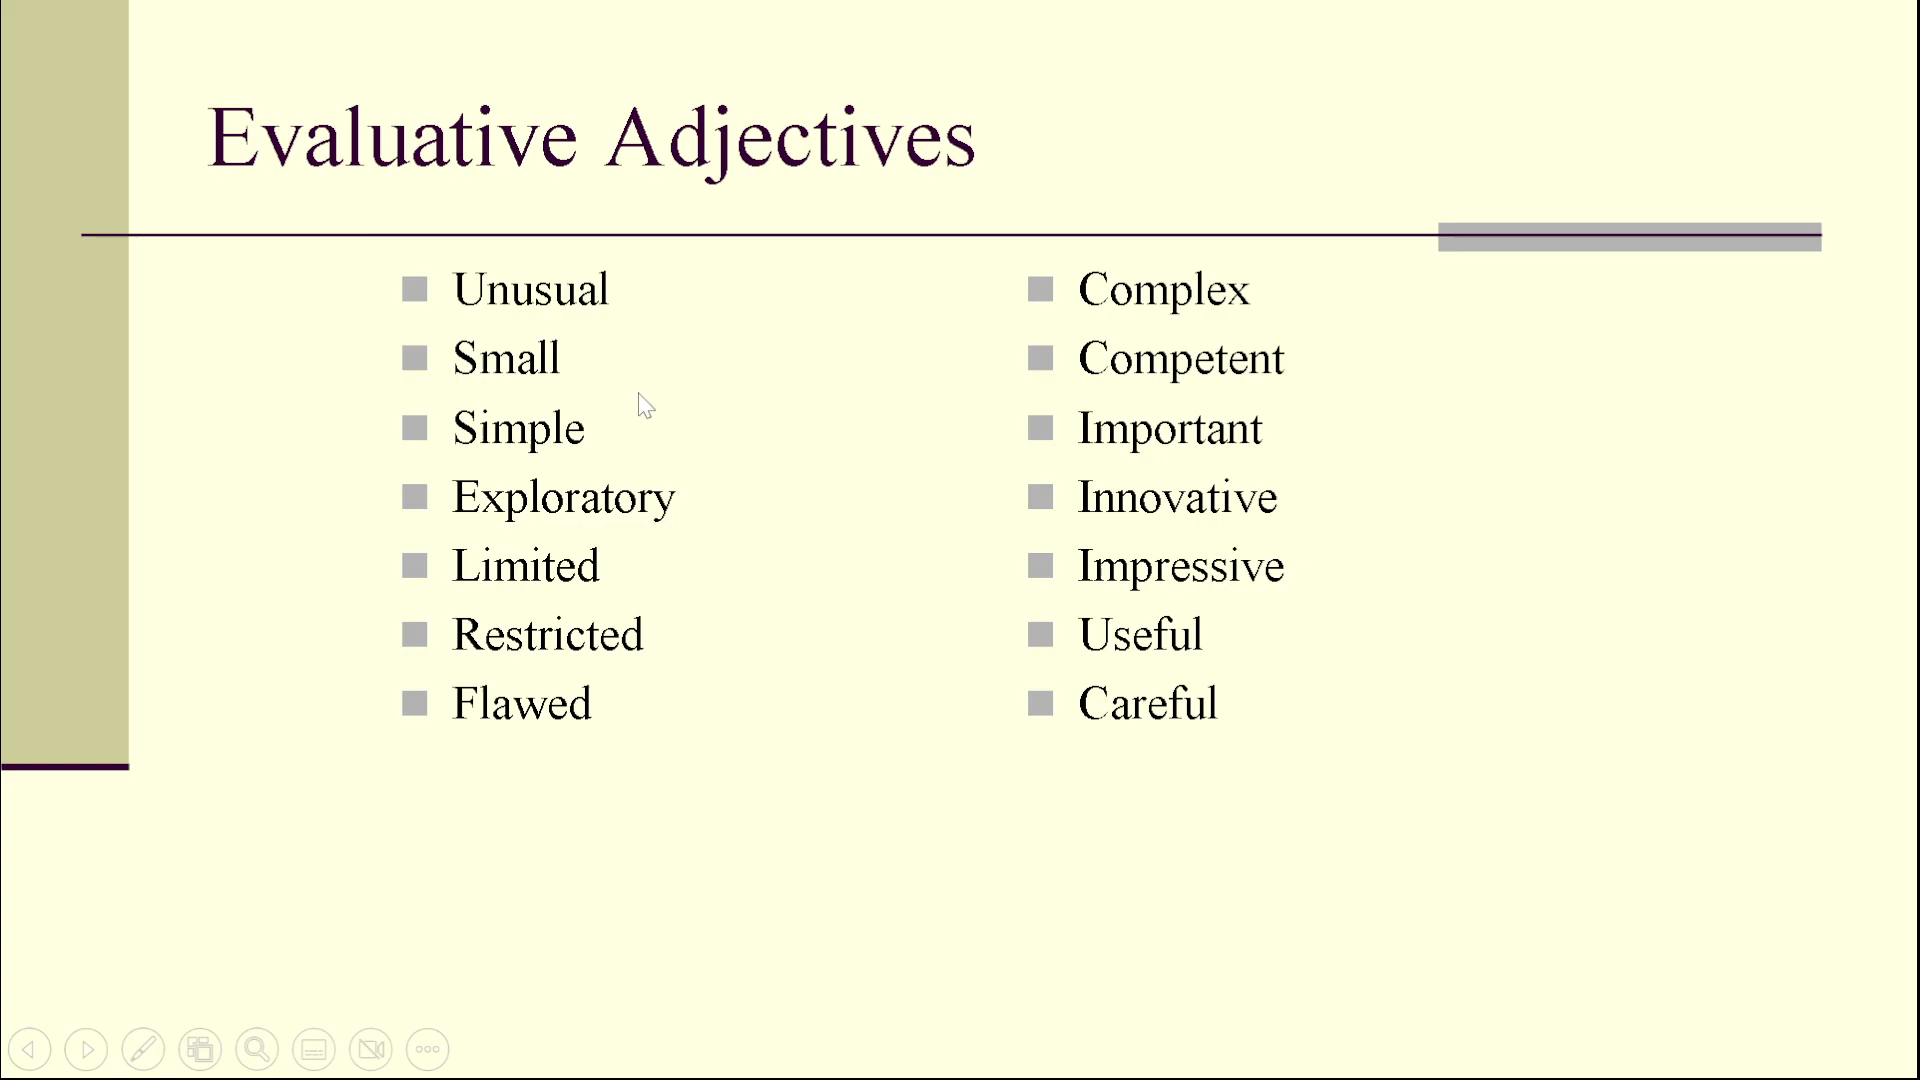 Evaluative Adjectives
Unusual
Small
Simple
Exploratory
Limited
Restricted
Flawed
Complex
Competent
Important
Innovative
Impressive
Useful
Careful